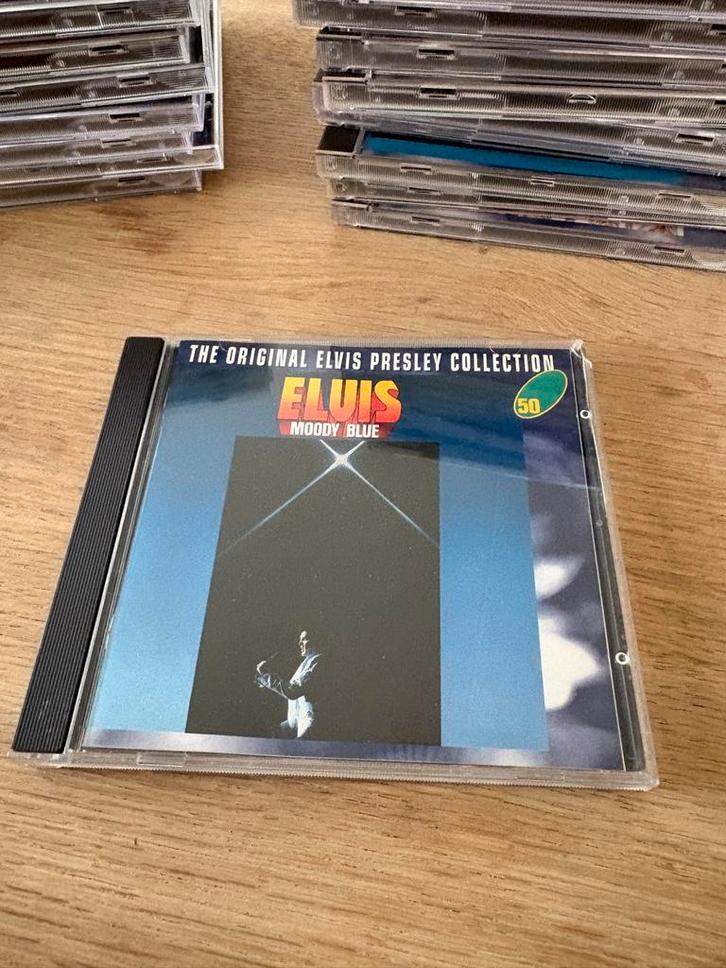 THE ORIGINAL ELVIS PRESLEY COLLECTION
50
ELVIS
MOODY BLUE